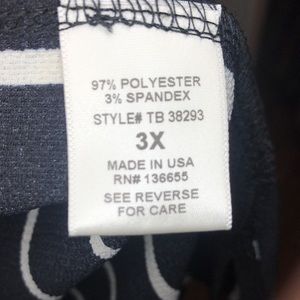 97% POLYESTER
3% SPANDEX
STYLE# TB 38293
3X
MADE IN USA
RN# 136655
SEE REVERSE
FOR CARE